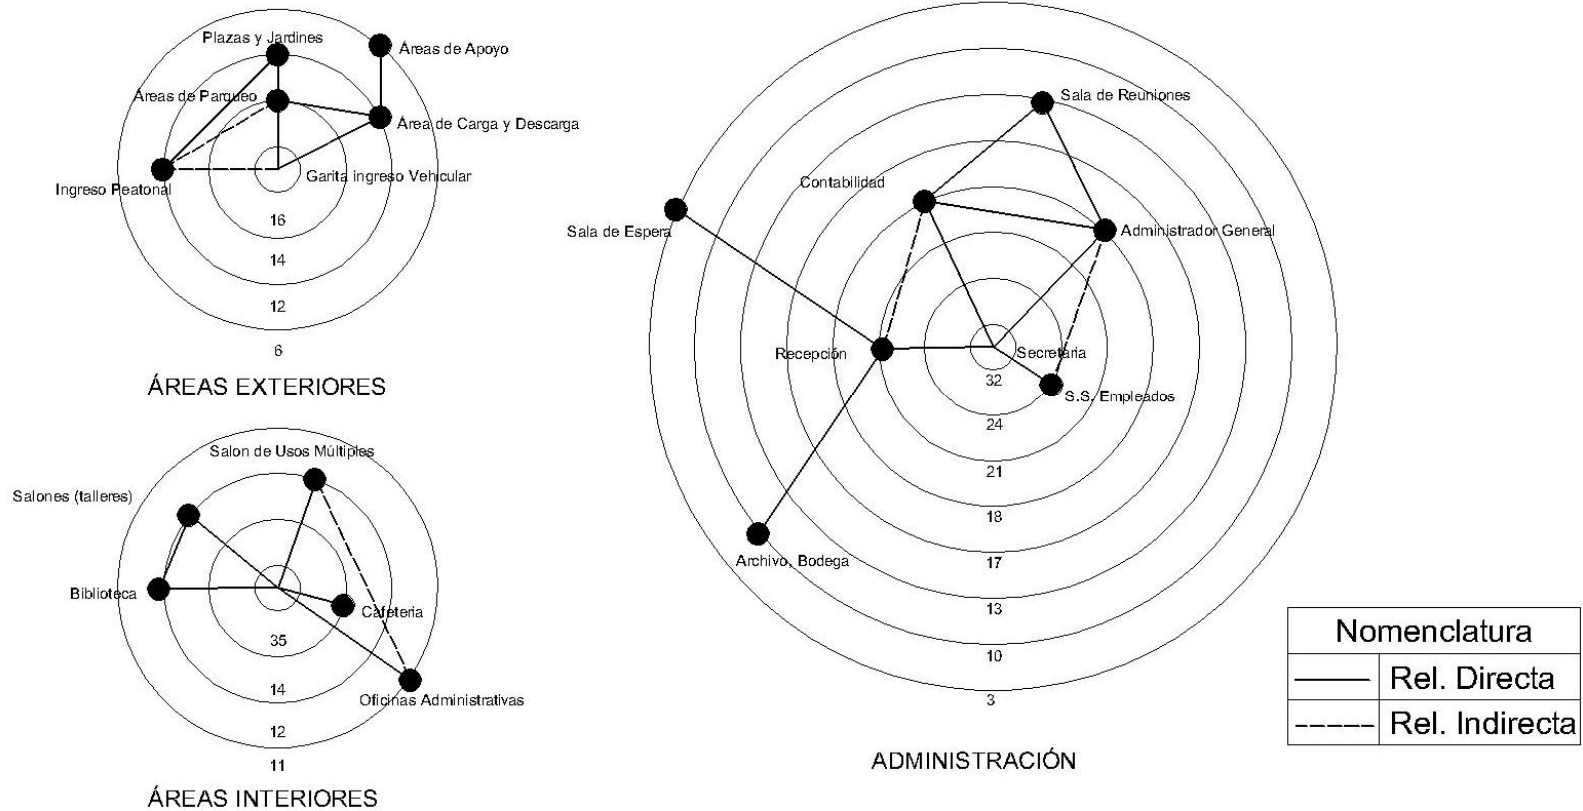 Plazas y Jardines
Áreas de Apoyo
Áreas de Parqueo
Área de Carga y Descarga
Garita ingreso Vehicular
Ingreso Peatonal
16
14
12
6
ÁREAS EXTERIORES
Salon de Usos Múltiples
Salones (talleres)
Biblioteca
Cafeteria
35
14
Oficinas Administrativas
12
11
ÁREAS INTERIORES
Sala de Reuniones
Contabilidad
Sala de Espera
Administrador General
Recepción
Secretaria
32
S.S. Empleados
24
21
18
Archivo, Bodega
17
13
10
3
ADMINISTRACIÓN
Nomenclatura
Rel. Directa
Rel. Indirecta